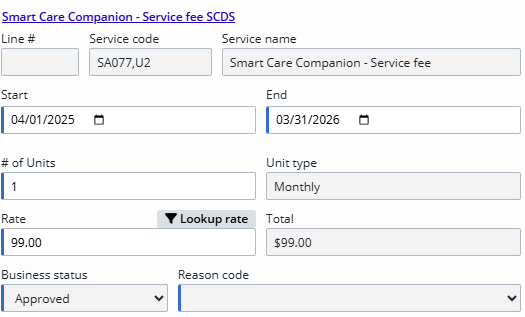 Smart Care Companion - Service fee SCDS
Line # Service code Service name
SA077,U2 Smart Care Companion - Service fee
Start End
04/01/2025 03/31/2026
# of Units Unit type
1 Monthly
Rate Lookup rate Total
99.00 $99.00
Business status Reason code
Approved